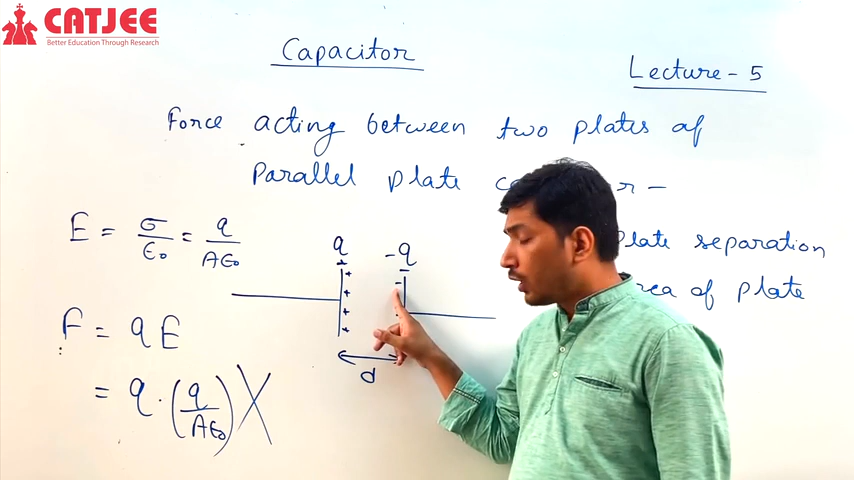 CATJEE
Better Education Through Research
Capacitor
Lecture - 5
Force acting between two plates of
Parallel plate
E = σ/ε₀ = q/Aε₀
q -q
plate separation
of plate
F = qE
= q · (q/Aε₀) X
d